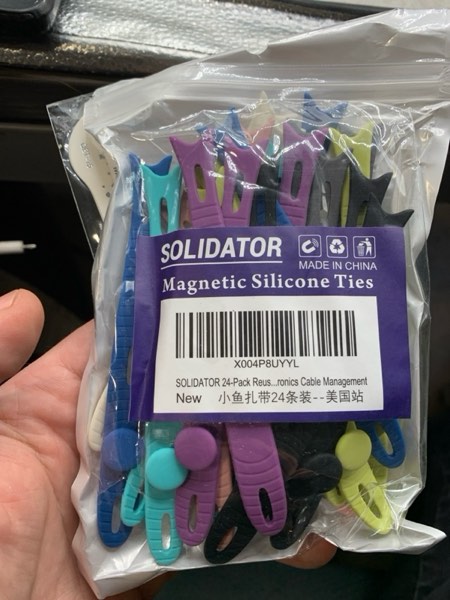 SOLIDATOR
MADE IN CHINA
Magnetic Silicone Ties
X004P8UYYL
SOLIDATOR 24-Pack Reus...ronics Cable Management
New 小鱼扎带24条装--美国站